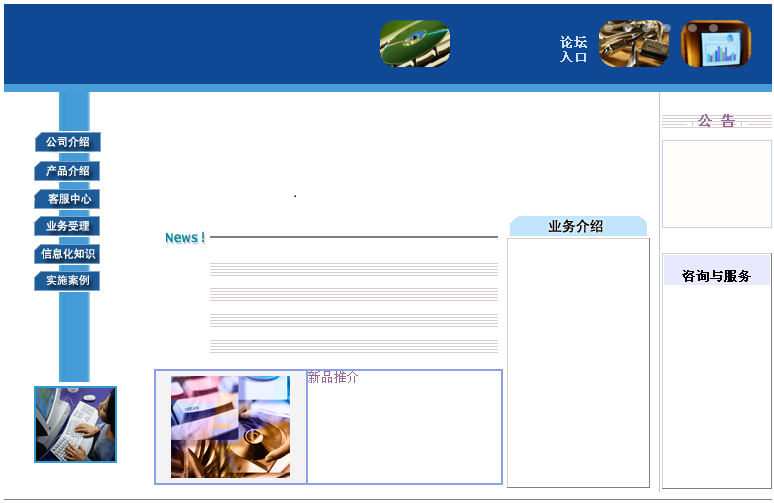 论坛
入口
公 告
公司介绍
产品介绍
客服中心
业务受理
信息化知识
实施案例
News!
业务介绍
咨询与服务
新品推介
return